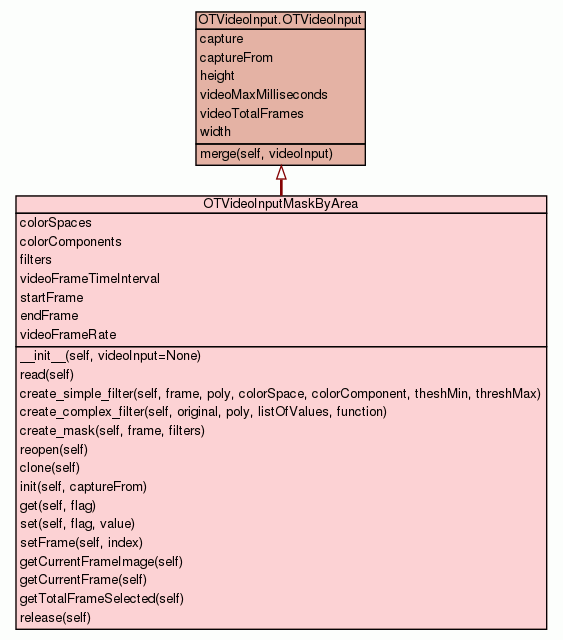 OTVideoInput.OTVideoInput
capture
captureFrom
height
videoMaxMilliseconds
videoTotalFrames
width
merge(self, videoInput)
OTVideoInputMaskByArea
colorSpaces
colorComponents
filters
videoFrameTimeInterval
startFrame
endFrame
videoFrameRate
__init__(self, videoInput=None)
read(self)
create_simple_filter(self, frame, poly, colorSpace, colorComponent, theshMin, threshMax)
create_complex_filter(self, original, poly, listOfValues, function)
create_mask(self, frame, filters)
reopen(self)
clone(self)
init(self, captureFrom)
get(self, flag)
set(self, flag, value)
setFrame(self, index)
getCurrentFrameImage(self)
getCurrentFrame(self)
getTotalFrameSelected(self)
release(self)